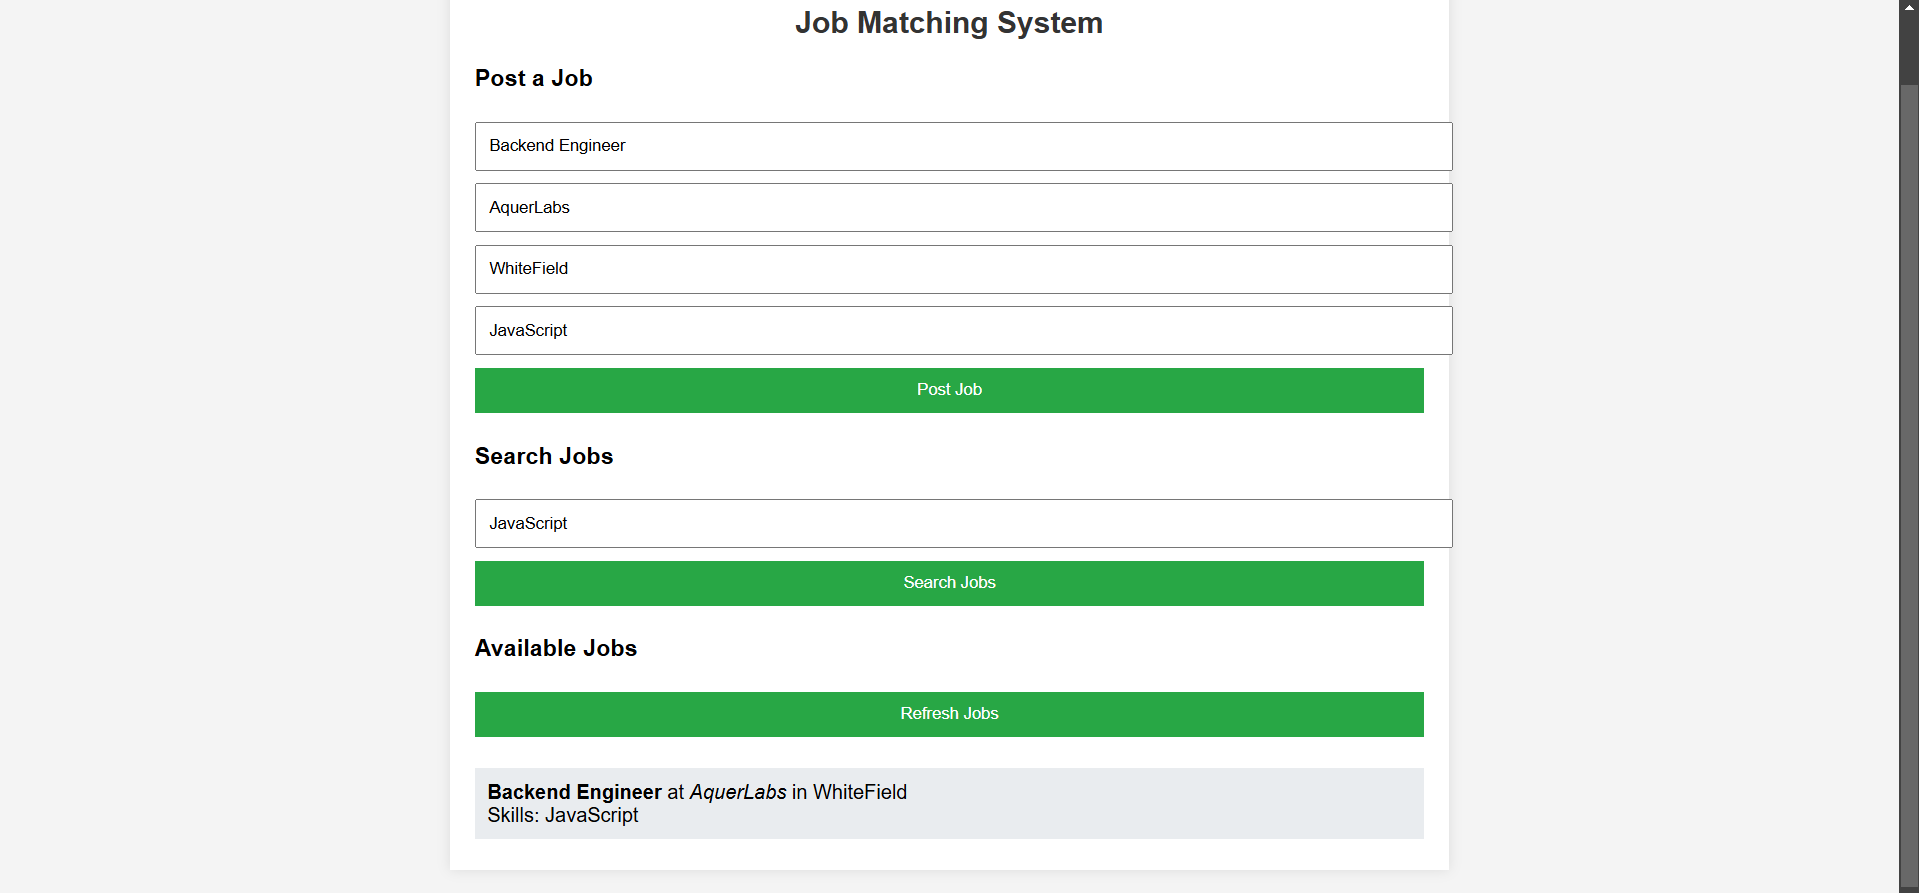 Job Matching System
Post a Job
Backend Engineer
AquerLabs
WhiteField
JavaScript
Post Job
Search Jobs
JavaScript
Search Jobs
Available Jobs
Refresh Jobs
Backend Engineer at AquerLabs in WhiteField
Skills: JavaScript